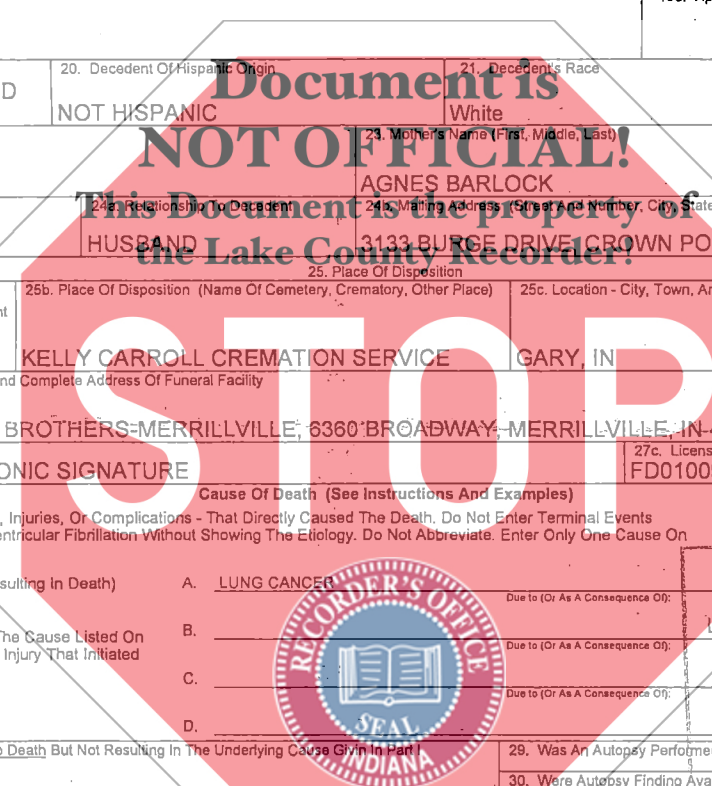 20. Decedent Of Hispanic Origin
21. Decedent's Race
D
NOT HISPANIC
White
Document is
NOT OFFICIAL!
This Document is the property of
the Lake County Recorder!
23. Mother's Name (First, Middle, Last)
AGNES BARLOCK
24a. Relationship To Decedent
24b. Mailing Address (Street And Number, City, State
HUSBAND
3133 BURGE DRIVE, CROWN PO
25. Place Of Disposition
25b. Place Of Disposition (Name Of Cemetery, Crematory, Other Place)
25c. Location - City, Town, An
nt
KELLY CARROLL CREMATION SERVICE
GARY, IN
nd Complete Address Of Funeral Facility
STOP
BROTHERS-MERRILLVILLE, 6360 BROADWAY, MERRILLVILLE, IN
27c. Licens
ONIC SIGNATURE
FD0100
Cause Of Death (See Instructions And Examples)
, Injuries, Or Complications - That Directly Caused The Death. Do Not Enter Terminal Events
entricular Fibrillation Without Showing The Etiology. Do Not Abbreviate. Enter Only One Cause On
sulting In Death)
A. LUNG CANCER
Due to (Or As A Consequence Of):
The Cause Listed On
B.
Injury That Initiated
Due to (Or As A Consequence Of):
C.
Due to (Or As A Consequence Of):
D.
RECORDER'S OFFICE
SEAL
INDIANA
o Death But Not Resulting In The Underlying Cause Givin In Part I
29. Was An Autopsy Performe
30. Were Autopsy Finding Ava